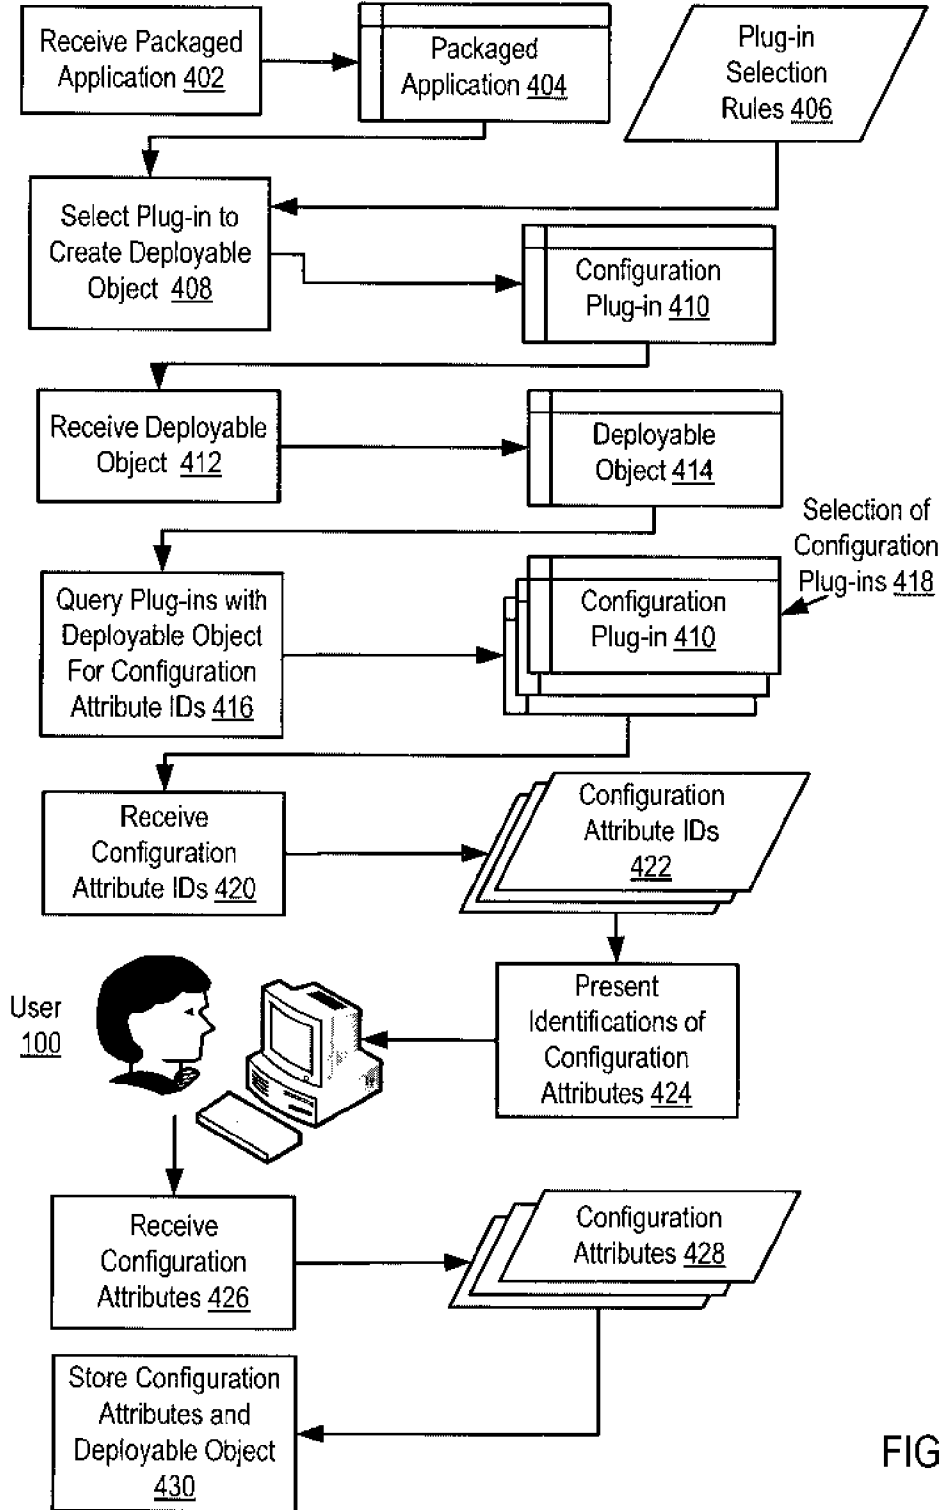 Receive Packaged
Application 402
Packaged
Application 404
Plug-in
Selection
Rules 406
Select Plug-in to
Create Deployable
Object 408
Configuration
Plug-in 410
Receive Deployable
Object 412
Deployable
Object 414
Selection of
Configuration
Plug-ins 418
Query Plug-ins with
Deployable Object
For Configuration
Attribute IDs 416
Configuration
Plug-in 410
Receive
Configuration
Attribute IDs 420
Configuration
Attribute IDs
422
User
100
Present
Identifications of
Configuration
Attributes 424
Receive
Configuration
Attributes 426
Configuration
Attributes 428
Store Configuration
Attributes and
Deployable Object
430
FIG